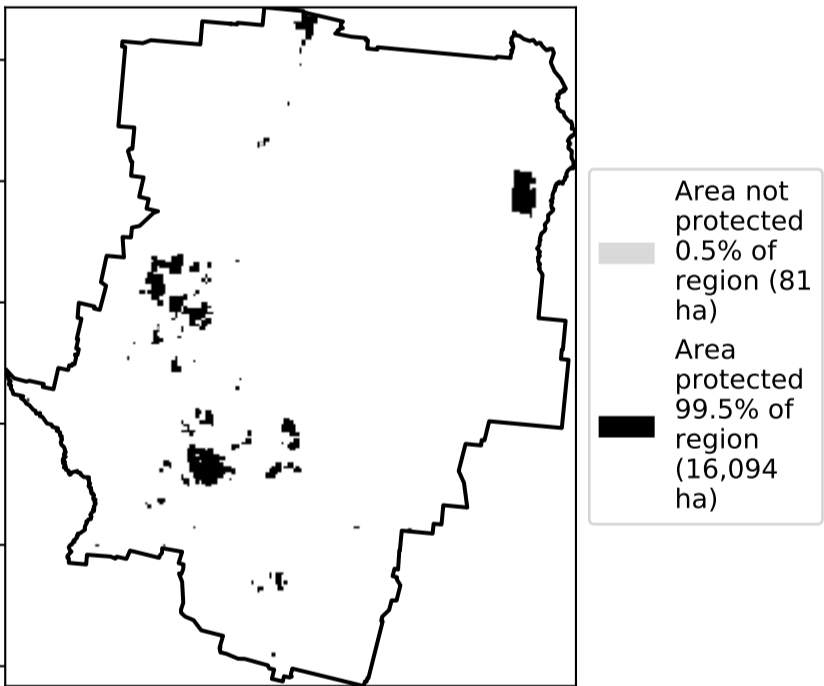 Area not
protected
0.5% of
region (81
ha)
Area
protected
99.5% of
region
(16,094
ha)